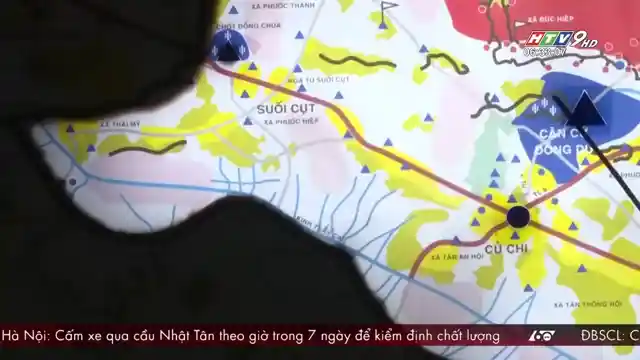 XÃ PHƯỚC THẠNH
XÃ ĐỨC HIỆP
HTV9 HD
CHỐT ĐỒNG CHÙA
NGÃ TƯ SUỐI CỤT
SUỐI CỤT
XÃ PHƯỚC HIỆP
XÃ THÁI MỸ
CĂN CỨ
ĐỒNG DÙ
CỦ CHI
XÃ TÂN AN HỘI
XÃ TÂN THÔNG HỘI
Hà Nội: Cấm xe qua cầu Nhật Tân theo giờ trong 7 ngày để kiểm định chất lượng
ĐBSCL: C